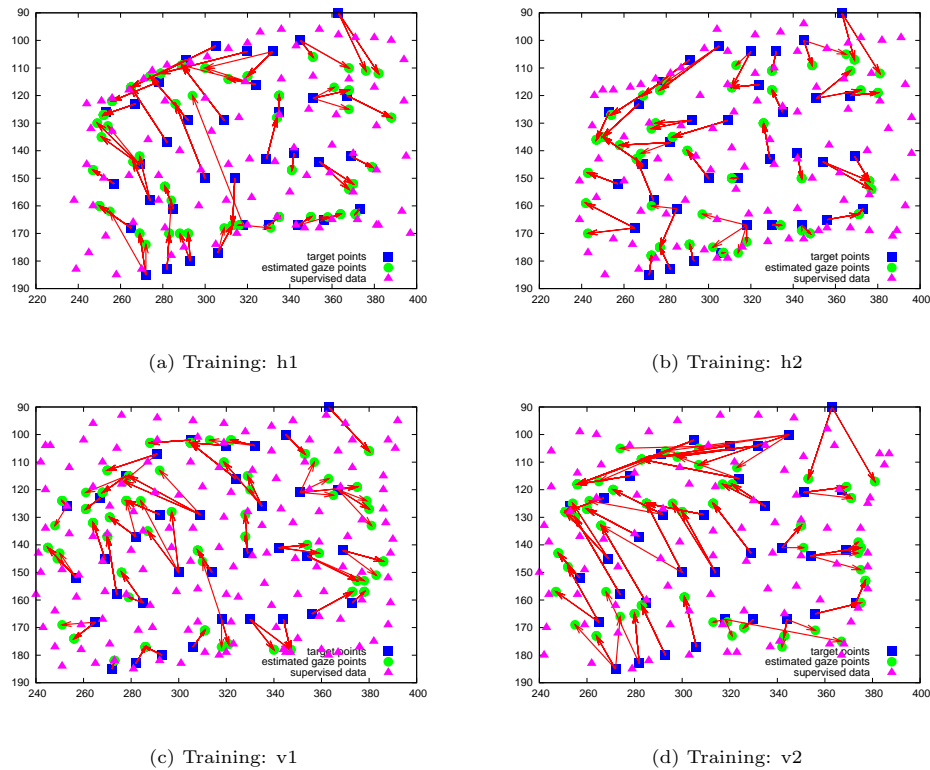 90
100
110
120
130
140
150
160
170
180
190
220 240 260 280 300 320 340 360 380 400
target points
estimated gaze points
supervised data
(a) Training: h1
90
100
110
120
130
140
150
160
170
180
190
220 240 260 280 300 320 340 360 380 400
target points
estimated gaze points
supervised data
(b) Training: h2
90
100
110
120
130
140
150
160
170
180
190
240 260 280 300 320 340 360 380 400
target points
estimated gaze points
supervised data
(c) Training: v1
90
100
110
120
130
140
150
160
170
180
190
240 260 280 300 320 340 360 380 400
target points
estimated gaze points
supervised data
(d) Training: v2